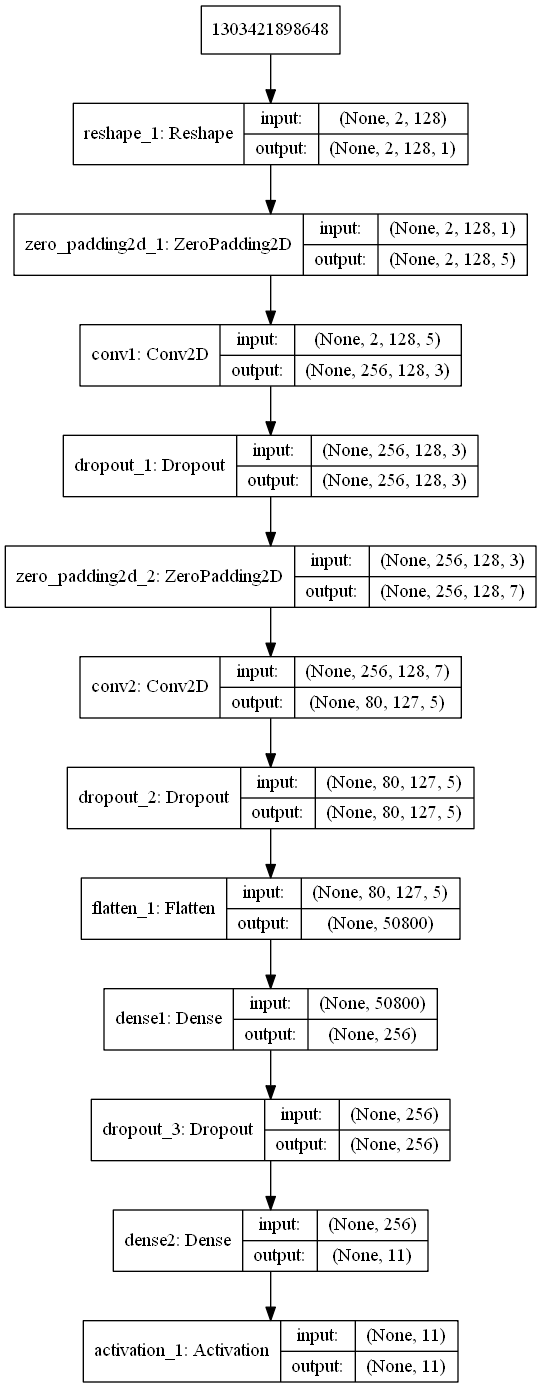 1303421898648
reshape_1: Reshape
input: (None, 2, 128)
output: (None, 2, 128, 1)
zero_padding2d_1: ZeroPadding2D
input: (None, 2, 128, 1)
output: (None, 2, 128, 5)
conv1: Conv2D
input: (None, 2, 128, 5)
output: (None, 256, 128, 3)
dropout_1: Dropout
input: (None, 256, 128, 3)
output: (None, 256, 128, 3)
zero_padding2d_2: ZeroPadding2D
input: (None, 256, 128, 3)
output: (None, 256, 128, 7)
conv2: Conv2D
input: (None, 256, 128, 7)
output: (None, 80, 127, 5)
dropout_2: Dropout
input: (None, 80, 127, 5)
output: (None, 80, 127, 5)
flatten_1: Flatten
input: (None, 80, 127, 5)
output: (None, 50800)
dense1: Dense
input: (None, 50800)
output: (None, 256)
dropout_3: Dropout
input: (None, 256)
output: (None, 256)
dense2: Dense
input: (None, 256)
output: (None, 11)
activation_1: Activation
input: (None, 11)
output: (None, 11)